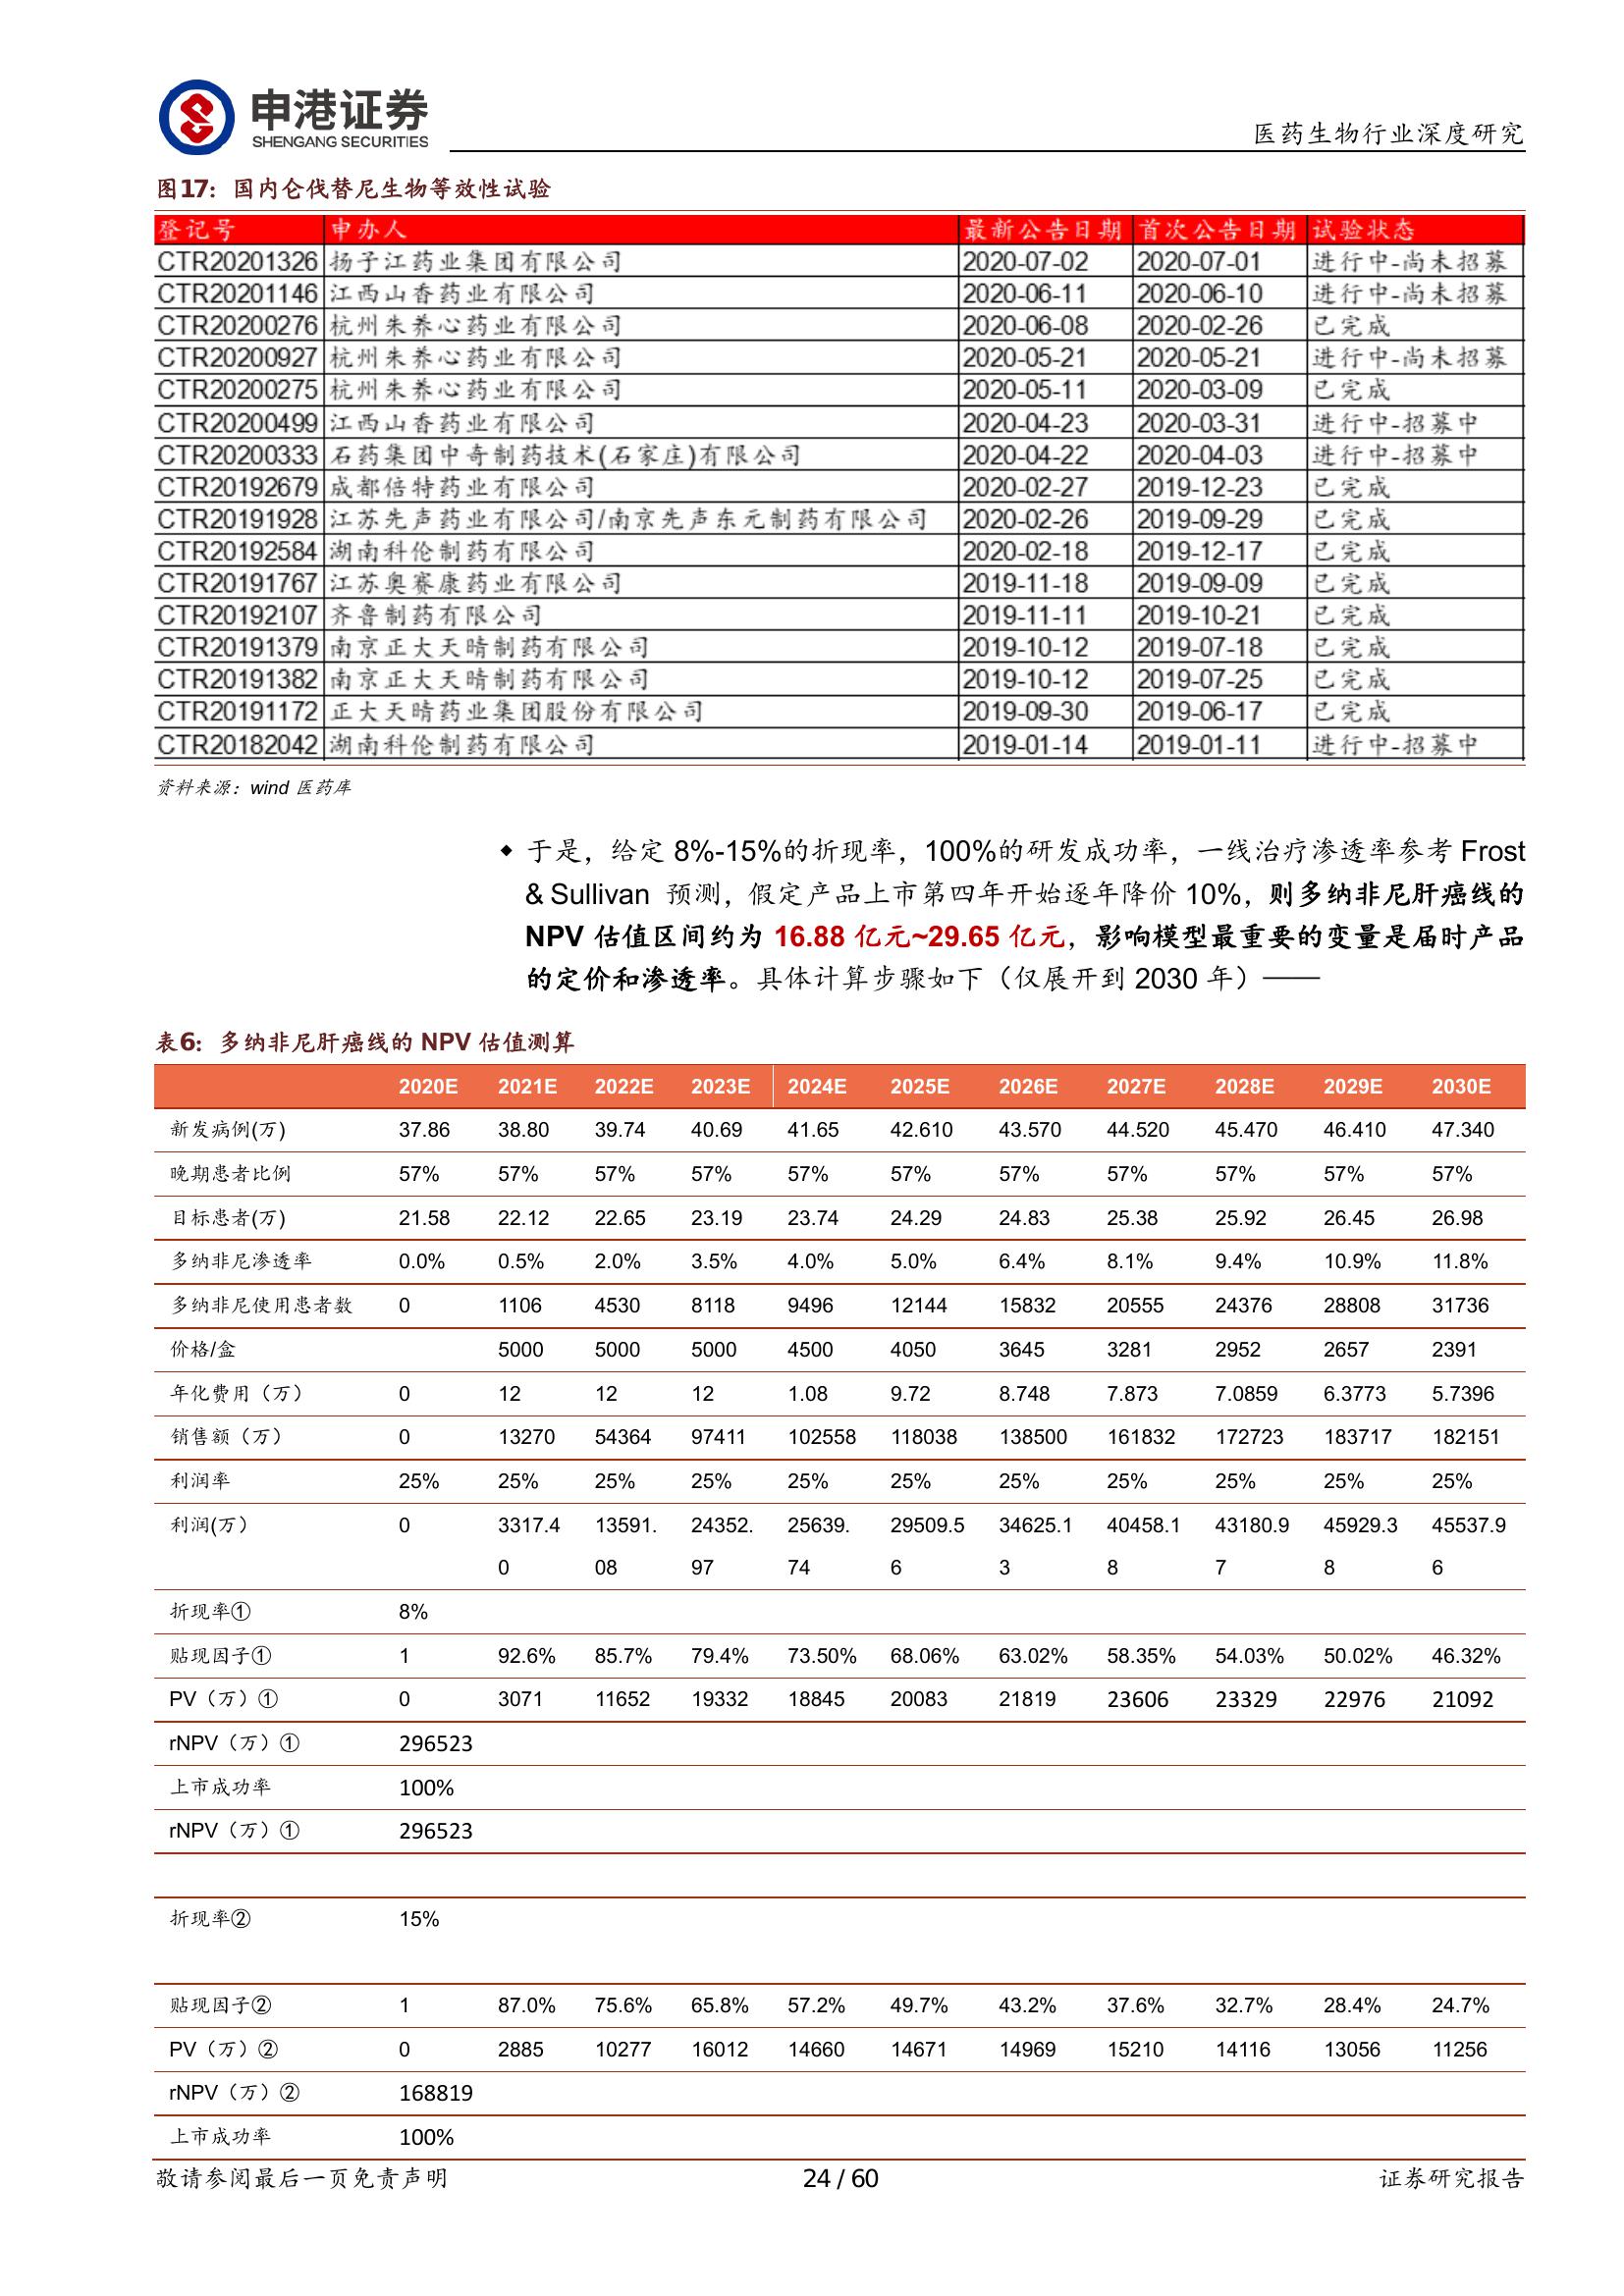 申港证券
SHENGANG SECURITIES
医药生物行业深度研究
图17：国内仑伐替尼生物等效性试验
登记号 申办人 最新公告日期 首次公告日期 试验状态
CTR20201326 扬子江药业集团有限公司 2020-07-02 2020-07-01 进行中-尚未招募
CTR20201146 江西山香药业有限公司 2020-06-11 2020-06-10 进行中-尚未招募
CTR20200276 杭州朱养心药业有限公司 2020-06-08 2020-02-26 已完成
CTR20200927 杭州朱养心药业有限公司 2020-05-21 2020-05-21 进行中-尚未招募
CTR20200275 杭州朱养心药业有限公司 2020-05-11 2020-03-09 已完成
CTR20200499 江西山香药业有限公司 2020-04-23 2020-03-31 进行中-招募中
CTR20200333 石药集团中奇制药技术(石家庄)有限公司 2020-04-22 2020-04-03 进行中-招募中
CTR20192679 成都倍特药业有限公司 2020-02-27 2019-12-23 已完成
CTR20191928 江苏先声药业有限公司/南京先声东元制药有限公司 2020-02-26 2019-09-29 已完成
CTR20192584 湖南科伦制药有限公司 2020-02-18 2019-12-17 已完成
CTR20191767 江苏奥赛康药业有限公司 2019-11-18 2019-09-09 已完成
CTR20192107 齐鲁制药有限公司 2019-11-11 2019-10-21 已完成
CTR20191379 南京正大天晴制药有限公司 2019-10-12 2019-07-18 已完成
CTR20191382 南京正大天晴制药有限公司 2019-10-12 2019-07-25 已完成
CTR20191172 正大天晴药业集团股份有限公司 2019-09-30 2019-06-17 已完成
CTR20182042 湖南科伦制药有限公司 2019-01-14 2019-01-11 进行中-招募中
资料来源：wind 医药库
◆ 于是，给定 8%-15%的折现率，100%的研发成功率，一线治疗渗透率参考 Frost
& Sullivan 预测，假定产品上市第四年开始逐年降价 10%，则多纳非尼肝癌线的
NPV 估值区间约为 16.88 亿元~29.65 亿元，影响模型最重要的变量是届时产品
的定价和渗透率。具体计算步骤如下（仅展开到 2030 年）——
表6：多纳非尼肝癌线的 NPV 估值测算
2020E 2021E 2022E 2023E 2024E 2025E 2026E 2027E 2028E 2029E 2030E
新发病例(万) 37.86 38.80 39.74 40.69 41.65 42.610 43.570 44.520 45.470 46.410 47.340
晚期患者比例 57% 57% 57% 57% 57% 57% 57% 57% 57% 57% 57%
目标患者(万) 21.58 22.12 22.65 23.19 23.74 24.29 24.83 25.38 25.92 26.45 26.98
多纳非尼渗透率 0.0% 0.5% 2.0% 3.5% 4.0% 5.0% 6.4% 8.1% 9.4% 10.9% 11.8%
多纳非尼使用患者数 0 1106 4530 8118 9496 12144 15832 20555 24376 28808 31736
价格/盒 5000 5000 5000 4500 4050 3645 3281 2952 2657 2391
年化费用（万） 0 12 12 12 1.08 9.72 8.748 7.873 7.0859 6.3773 5.7396
销售额（万） 0 13270 54364 97411 102558 118038 138500 161832 172723 183717 182151
利润率 25% 25% 25% 25% 25% 25% 25% 25% 25% 25% 25%
利润(万） 0 3317.4 13591. 24352. 25639. 29509.5 34625.1 40458.1 43180.9 45929.3 45537.9
0 08 97 74 6 3 8 7 8 6
折现率① 8%
贴现因子① 1 92.6% 85.7% 79.4% 73.50% 68.06% 63.02% 58.35% 54.03% 50.02% 46.32%
PV（万）① 0 3071 11652 19332 18845 20083 21819 23606 23329 22976 21092
rNPV（万）① 296523
上市成功率 100%
rNPV（万）① 296523
折现率② 15%
贴现因子② 1 87.0% 75.6% 65.8% 57.2% 49.7% 43.2% 37.6% 32.7% 28.4% 24.7%
PV（万）② 0 2885 10277 16012 14660 14671 14969 15210 14116 13056 11256
rNPV（万）② 168819
上市成功率 100%
敬请参阅最后一页免责声明 24 / 60 证券研究报告